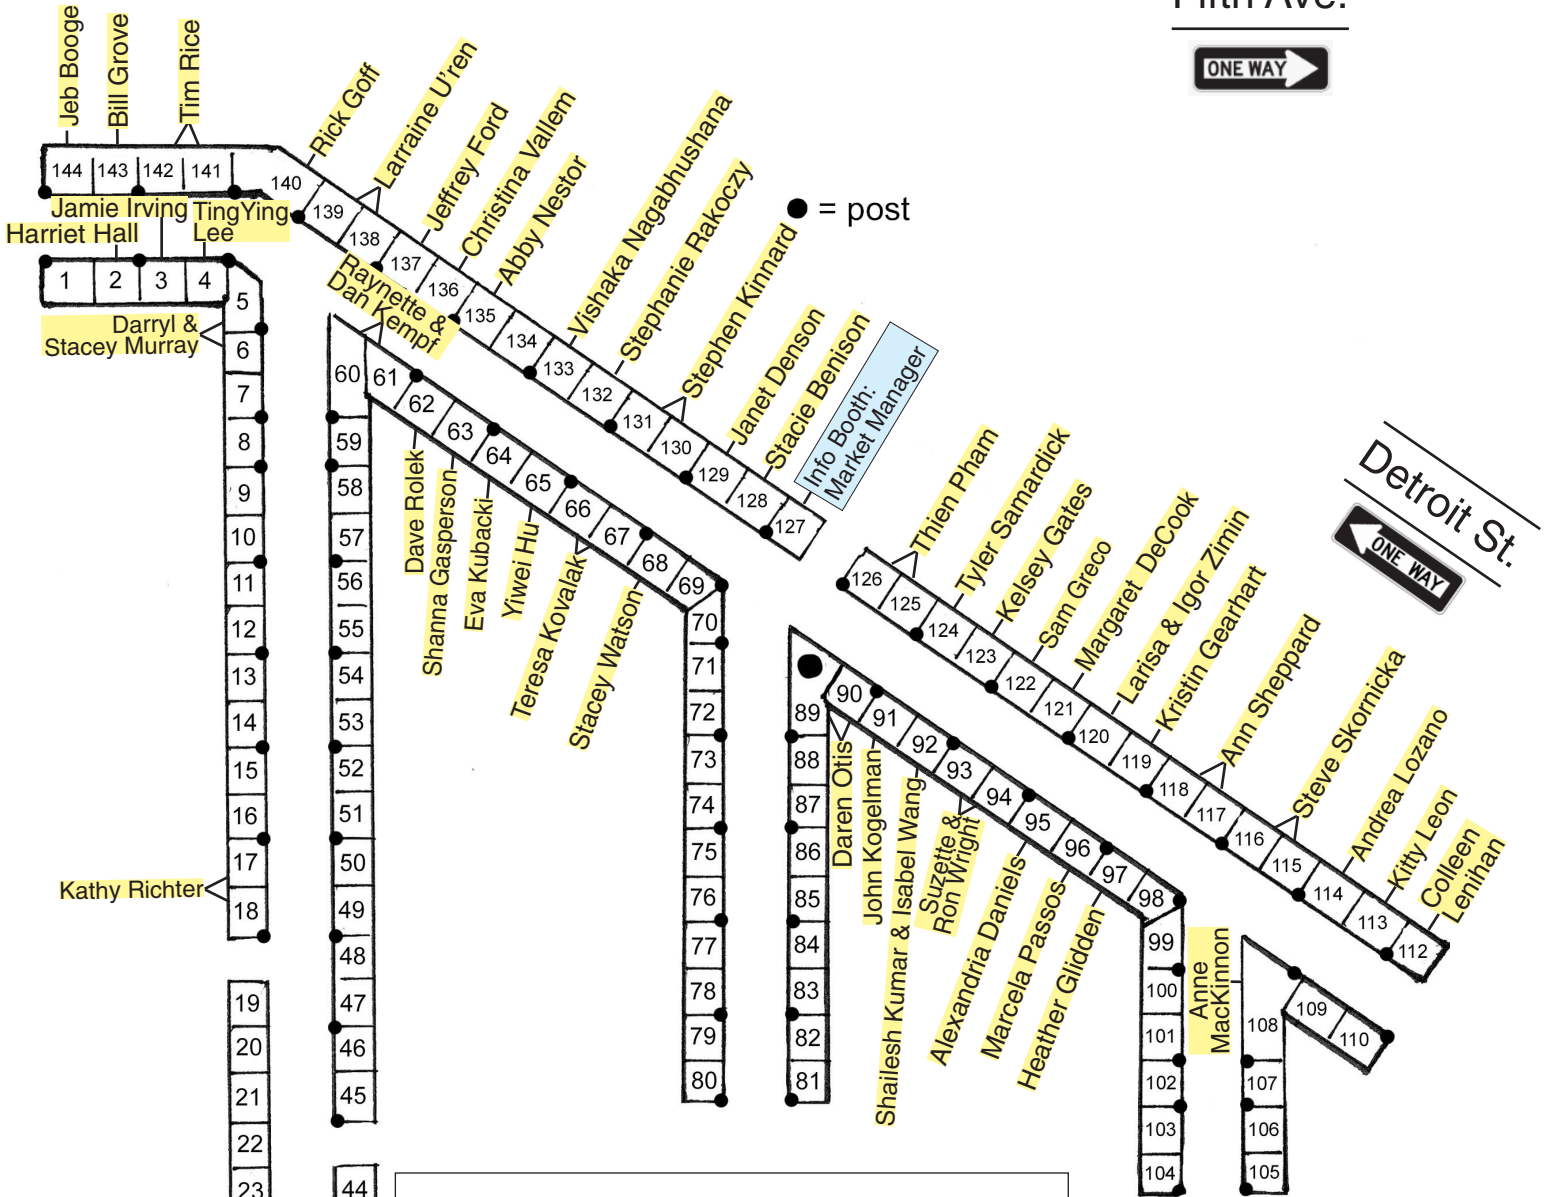 Fifth Ave.
ONE WAY
Jeb Booge
Bill Grove
Tim Rice
Rick Goff
Larraine U'ren
Jeffrey Ford
Christina Vallem
Abby Nestor
Vishaka Nagabhushana
Stephanie Rakoczy
Stephen Kinnard
Janet Denson
Stacie Benison
Info Booth:
Market Manager
= post
144 143 142 141 140 139 138 137 136 135 134 133 132 131 130 129 128 127
Jamie Irving
Harriet Hall
TingYing
Lee
1 2 3 4
5
Darryl &
Stacey Murray
6
7
8
9
10
11
12
13
14
15
16
17
Kathy Richter
18
19
20
21
22
23
Raynette &
Dan Kempf
60
59
58
57
56
55
54
53
52
51
50
49
48
47
46
45
44
61 62 63 64 65 66 67 68 69
Dave Rolek
Shanna Gasperson
Eva Kubacki
Yiwei Hu
Teresa Kovalak
Stacey Watson
70
71
72
73
74
75
76
77
78
79
80
Detroit St.
ONE WAY
Thien Pham
Tyler Samardick
Kelsey Gates
Sam Greco
Margaret DeCook
Larisa & Igor Zimin
Kristin Gearhart
Ann Sheppard
Steve Skornicka
Andrea Lozano
Kitty Leon
Colleen
Lenihan
126 125 124 123 122 121 120 119 118 117 116 115 114 113 112
89
88
87
86
85
84
83
82
81
90 91 92 93 94 95 96 97 98
Daren Otis
John Kogelman
Shailesh Kumar & Isabel Wang
Suzette &
Ron Wright
Alexandria Daniels
Marcela Passos
Heather Glidden
99
100
101
102
103
104
Anne
MacKinnon
108
109 110
107
106
105